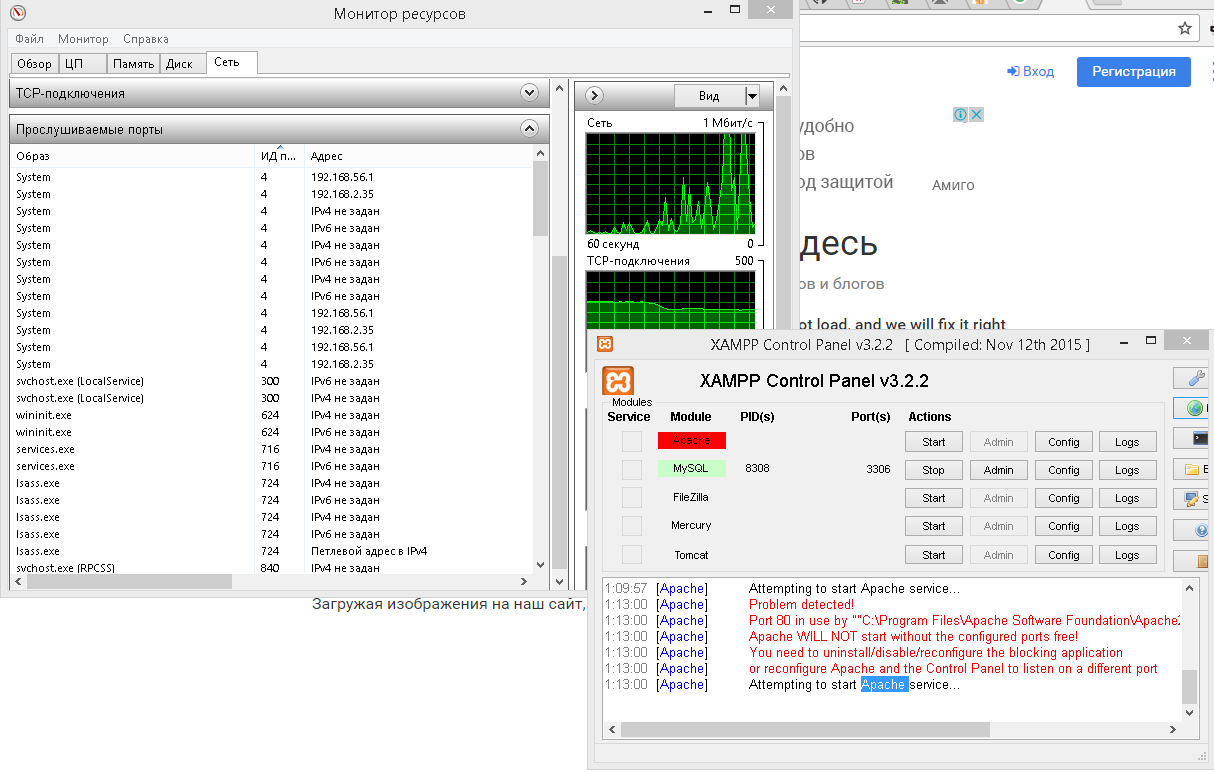 Монитор ресурсов
Файл Монитор Справка
Обзор ЦП Память Диск Сеть
TCP-подключения
Прослушиваемые порты
Образ ИД п... Адрес
System 4 192.168.56.1
System 4 192.168.2.35
System 4 IPv4 не задан
System 4 IPv6 не задан
System 4 IPv4 не задан
System 4 IPv6 не задан
System 4 IPv4 не задан
System 4 IPv6 не задан
System 4 192.168.56.1
System 4 192.168.2.35
System 4 192.168.56.1
System 4 192.168.2.35
svchost.exe (LocalService) 300 IPv6 не задан
svchost.exe (LocalService) 300 IPv4 не задан
wininit.exe 624 IPv4 не задан
wininit.exe 624 IPv6 не задан
services.exe 716 IPv4 не задан
services.exe 716 IPv6 не задан
lsass.exe 724 IPv4 не задан
lsass.exe 724 IPv6 не задан
lsass.exe 724 IPv4 не задан
lsass.exe 724 IPv6 не задан
lsass.exe 724 Петлевой адрес в IPv4
svchost.exe (RPCSS) 840 IPv4 не задан
Вид
Сеть 1 Мбит/с
60 секунд 0
TCP-подключения 500
Вход Регистрация
удобно
ов
од защитой
Амиго
десь
ов и блогов
ot load, and we will fix it right
Загружая изображения на наш сайт,
XAMPP Control Panel v3.2.2 [ Compiled: Nov 12th 2015 ]
XAMPP Control Panel v3.2.2
Modules
Service Module PID(s) Port(s) Actions
Apache Start Admin Config Logs
MySQL 8308 3306 Stop Admin Config Logs
FileZilla Start Admin Config Logs
Mercury Start Admin Config Logs
Tomcat Start Admin Config Logs
1:09:57 [Apache] Attempting to start Apache service...
1:13:00 [Apache] Problem detected!
1:13:00 [Apache] Port 80 in use by ""C:\Program Files\Apache Software Foundation\Apache2
1:13:00 [Apache] Apache WILL NOT start without the configured ports free!
1:13:00 [Apache] You need to uninstall/disable/reconfigure the blocking application
1:13:00 [Apache] or reconfigure Apache and the Control Panel to listen on a different port
1:13:00 [Apache] Attempting to start Apache service...